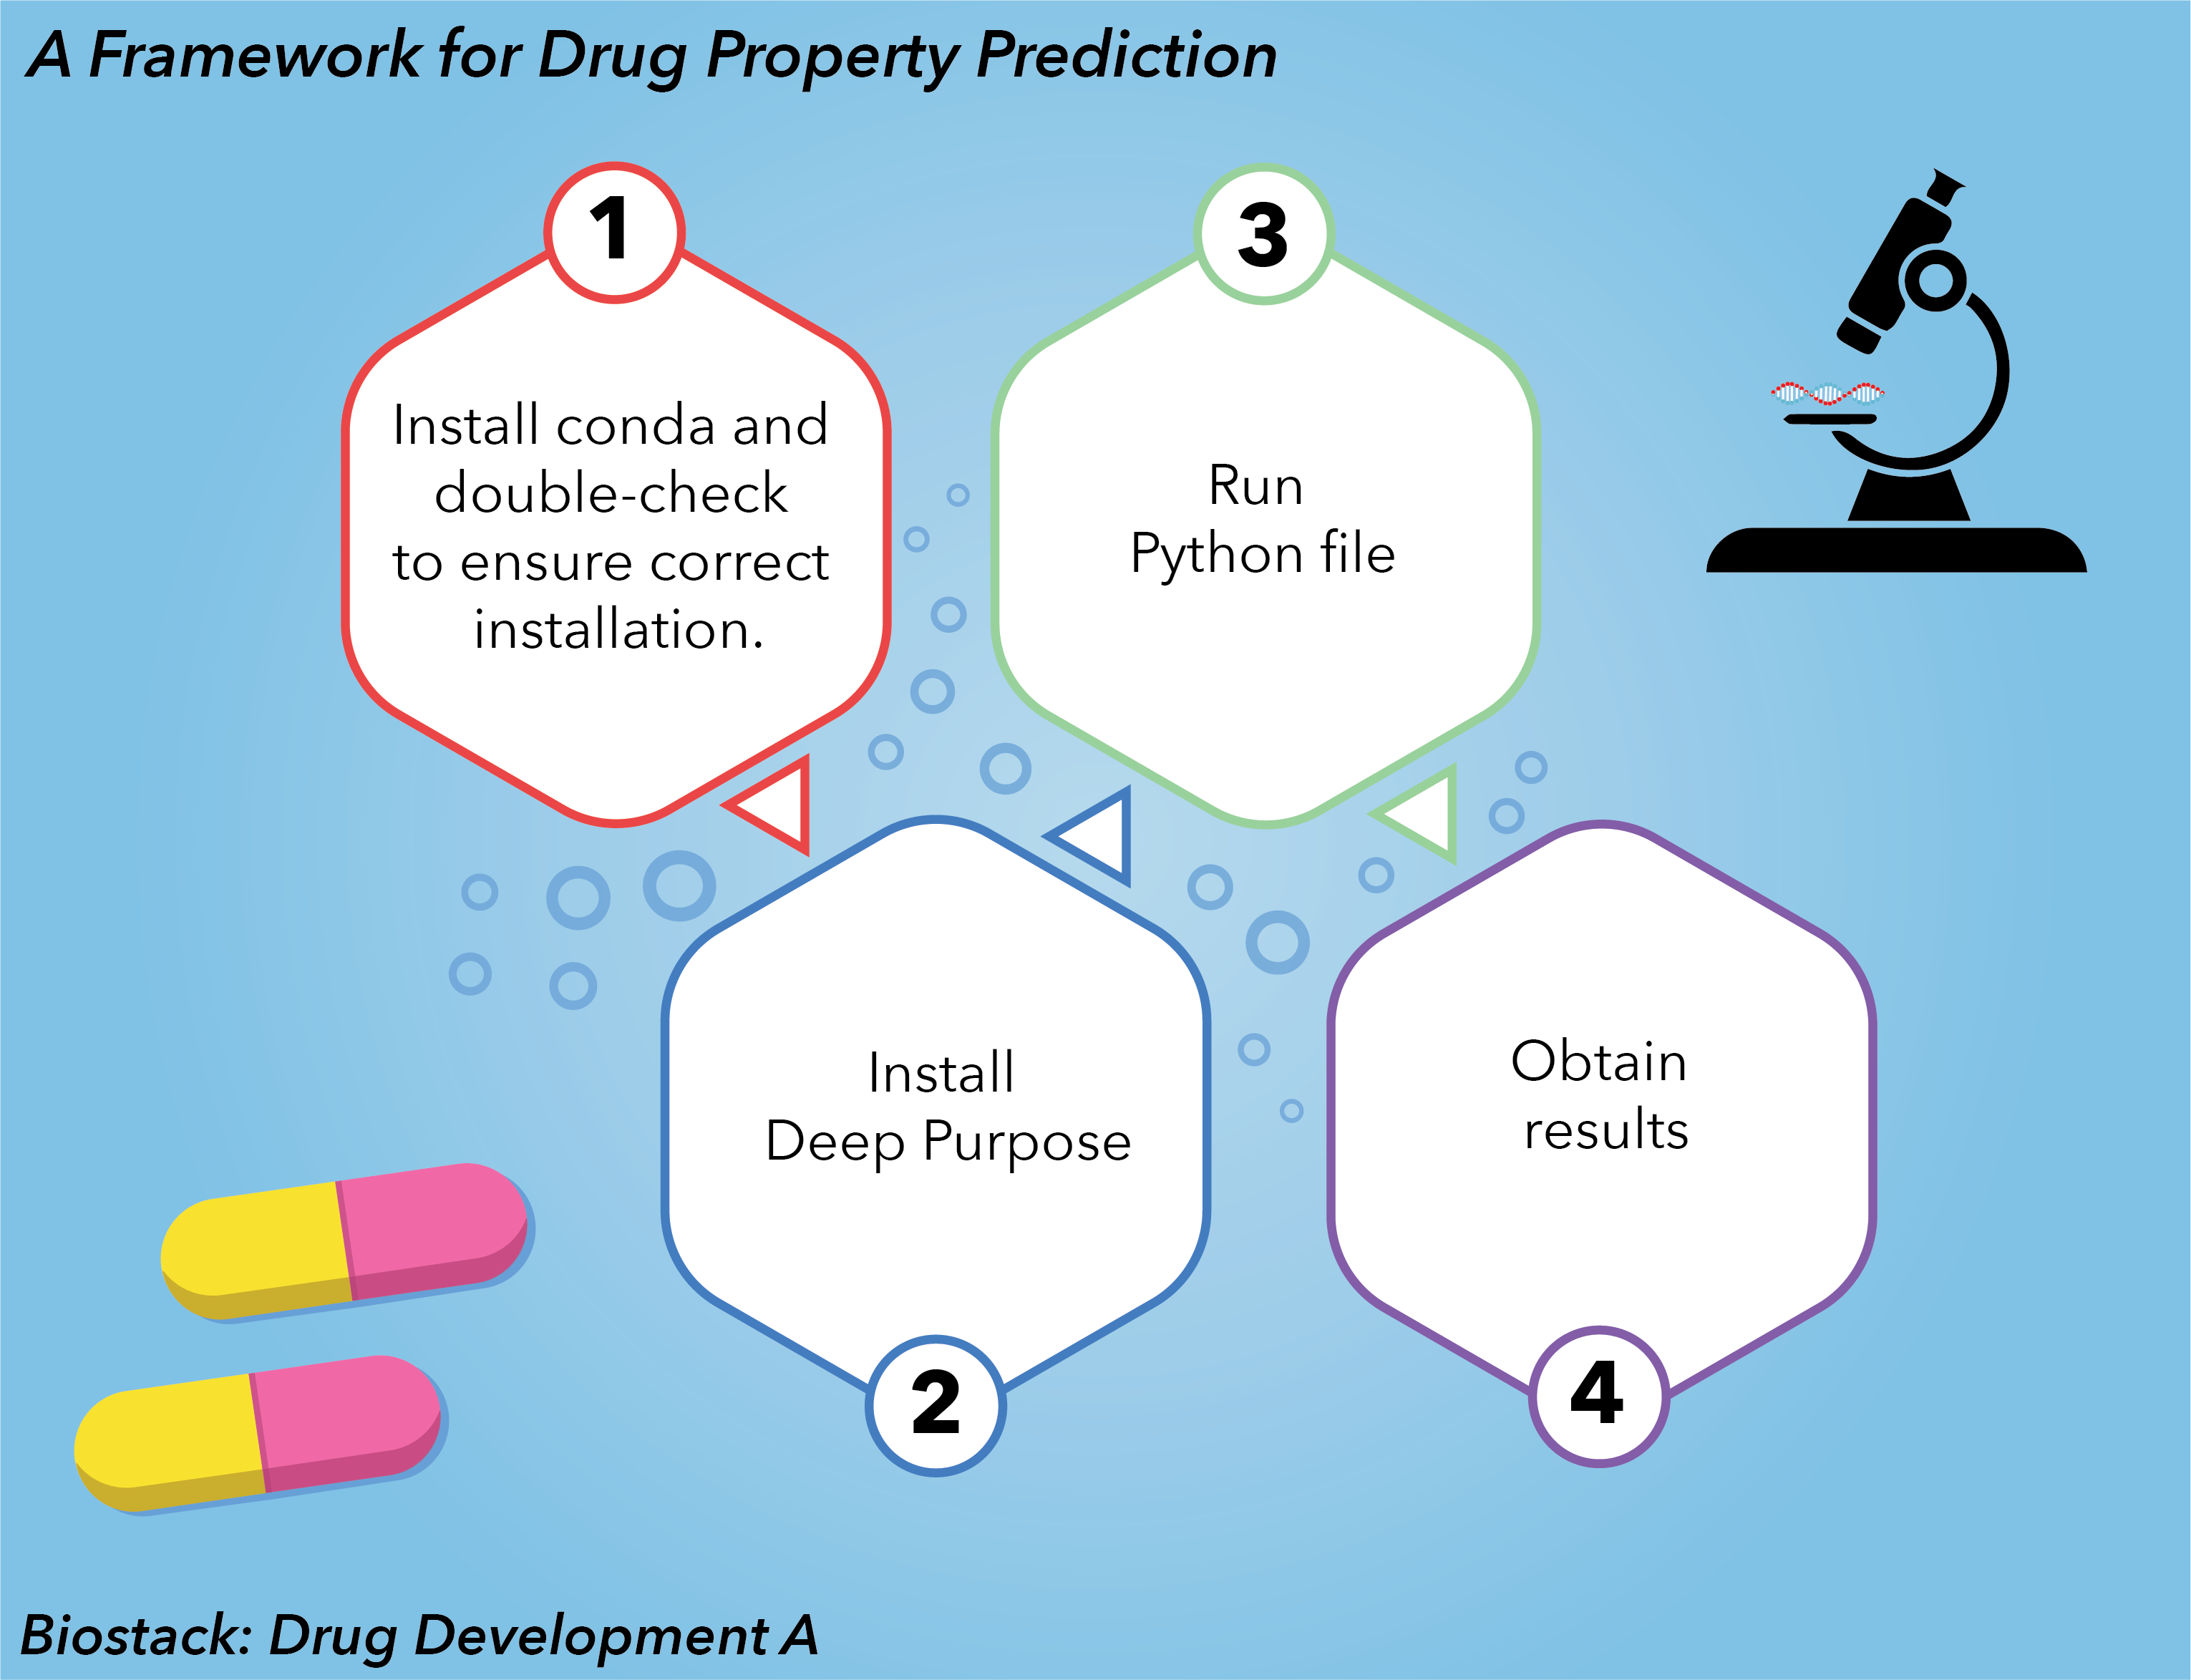 A Framework for Drug Property Prediction
1
Install conda and
double-check
to ensure correct
installation.
2
Install
Deep Purpose
3
Run
Python file
4
Obtain
results
Biostack: Drug Development A